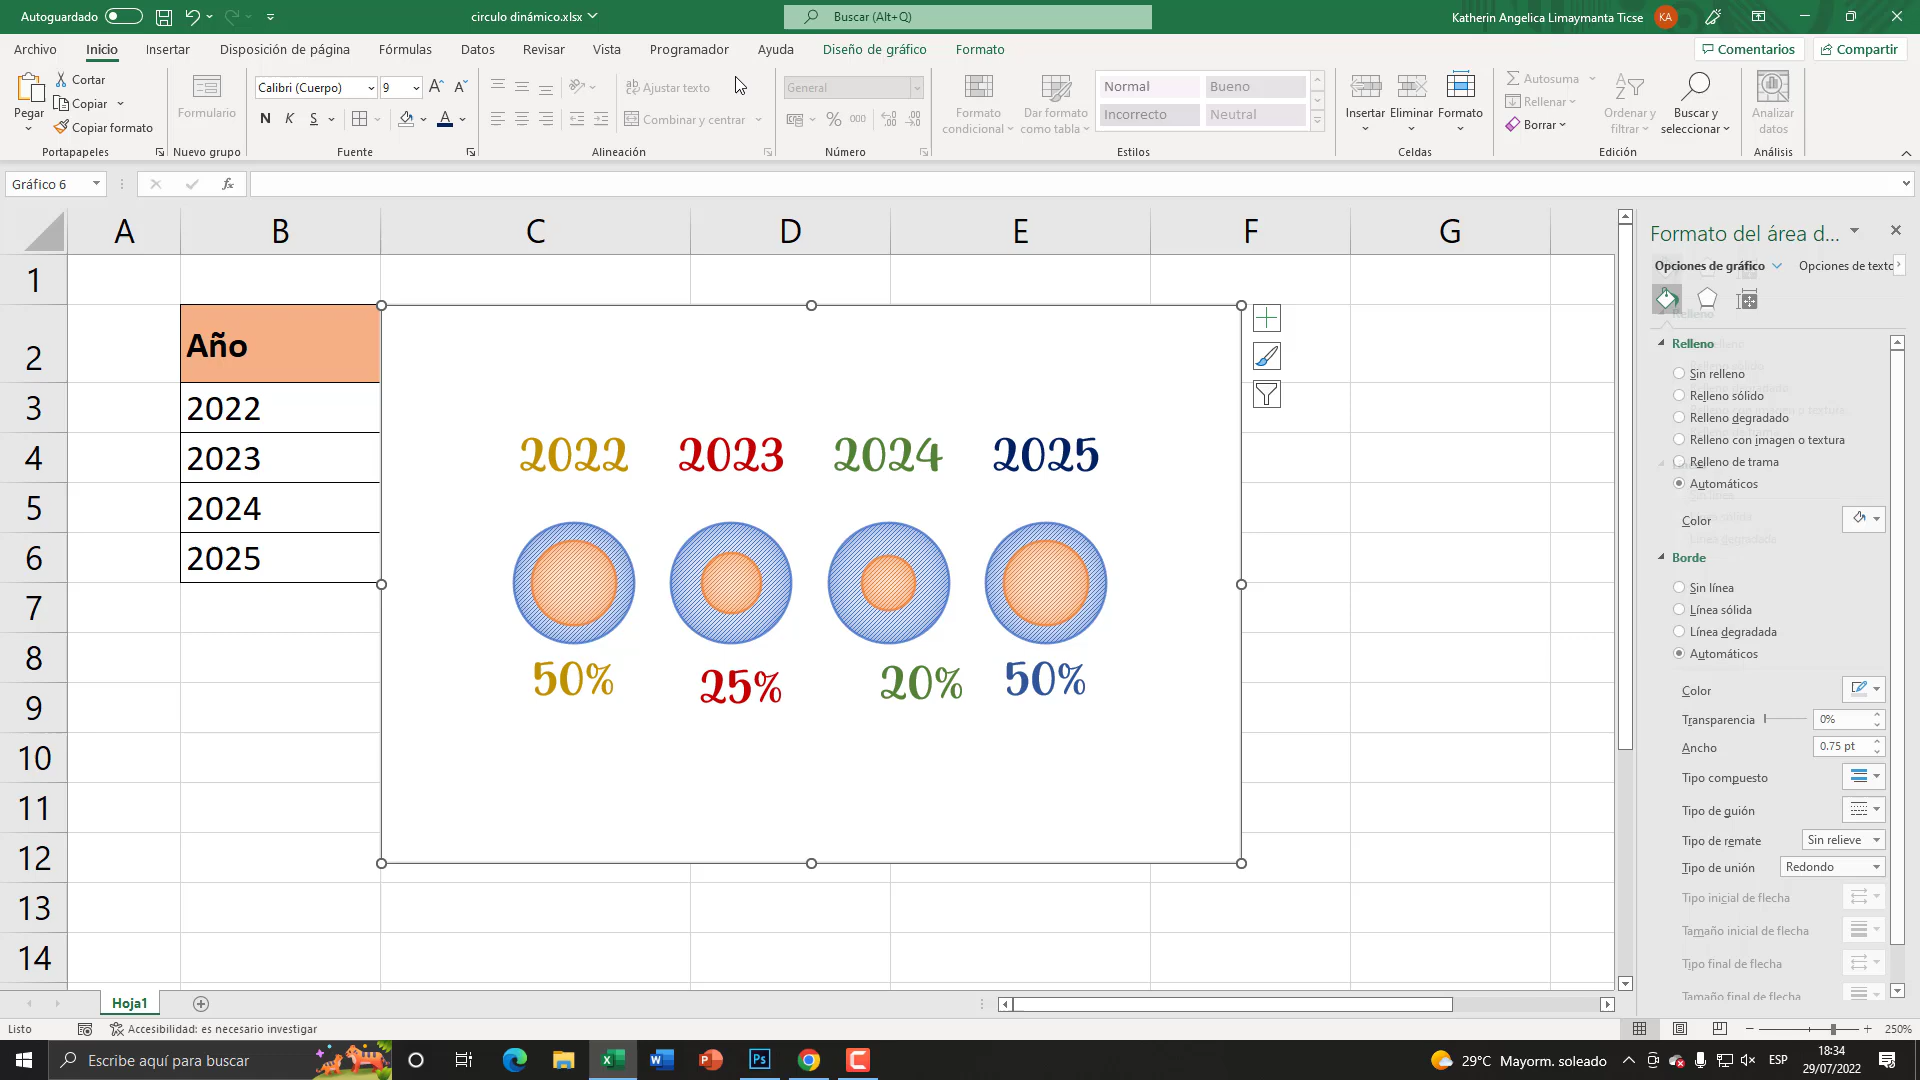 Autoguardado
circulo dinámico.xlsx
Buscar (Alt+Q)
Katherin Angelica Limaymanta Ticse
KA
Archivo
Inicio
Insertar
Disposición de página
Fórmulas
Datos
Revisar
Vista
Programador
Ayuda
Diseño de gráfico
Formato
Comentarios
Compartir
Pegar
Cortar
Copiar
Copiar formato
Portapapeles
Formulario
Nuevo grupo
Calibri (Cuerpo)
9
N K S
Fuente
Ajustar texto
Combinar y centrar
Alineación
General
% 000
Número
Formato condicional
Dar formato como tabla
Normal
Bueno
Incorrecto
Neutral
Estilos
Insertar
Eliminar
Formato
Celdas
Autosuma
Rellenar
Borrar
Ordenar y filtrar
Buscar y seleccionar
Edición
Analizar datos
Análisis
Gráfico 6
fx
A B C D E F G
1
2 Año
3 2022
4 2023
5 2024
6 2025
7
8
9
10
11
12
13
14
2022 2023 2024 2025
50% 25% 20% 50%
Formato del área d...
Opciones de gráfico
Opciones de texto
Relleno
Sin relleno
Relleno sólido
Relleno degradado
Relleno con imagen o textura
Relleno de trama
Automáticos
Color
Borde
Sin línea
Línea sólida
Línea degradada
Automáticos
Color
Transparencia 0%
Ancho 0.75 pt
Tipo compuesto
Tipo de guión
Tipo de remate Sin relieve
Tipo de unión Redondo
Tipo inicial de flecha
Tamaño inicial de flecha
Tipo final de flecha
Tamaño final de flecha
Hoja1
Listo
Accesibilidad: es necesario investigar
250%
Escribe aquí para buscar
29°C Mayorm. soleado
ESP
18:34
29/07/2022